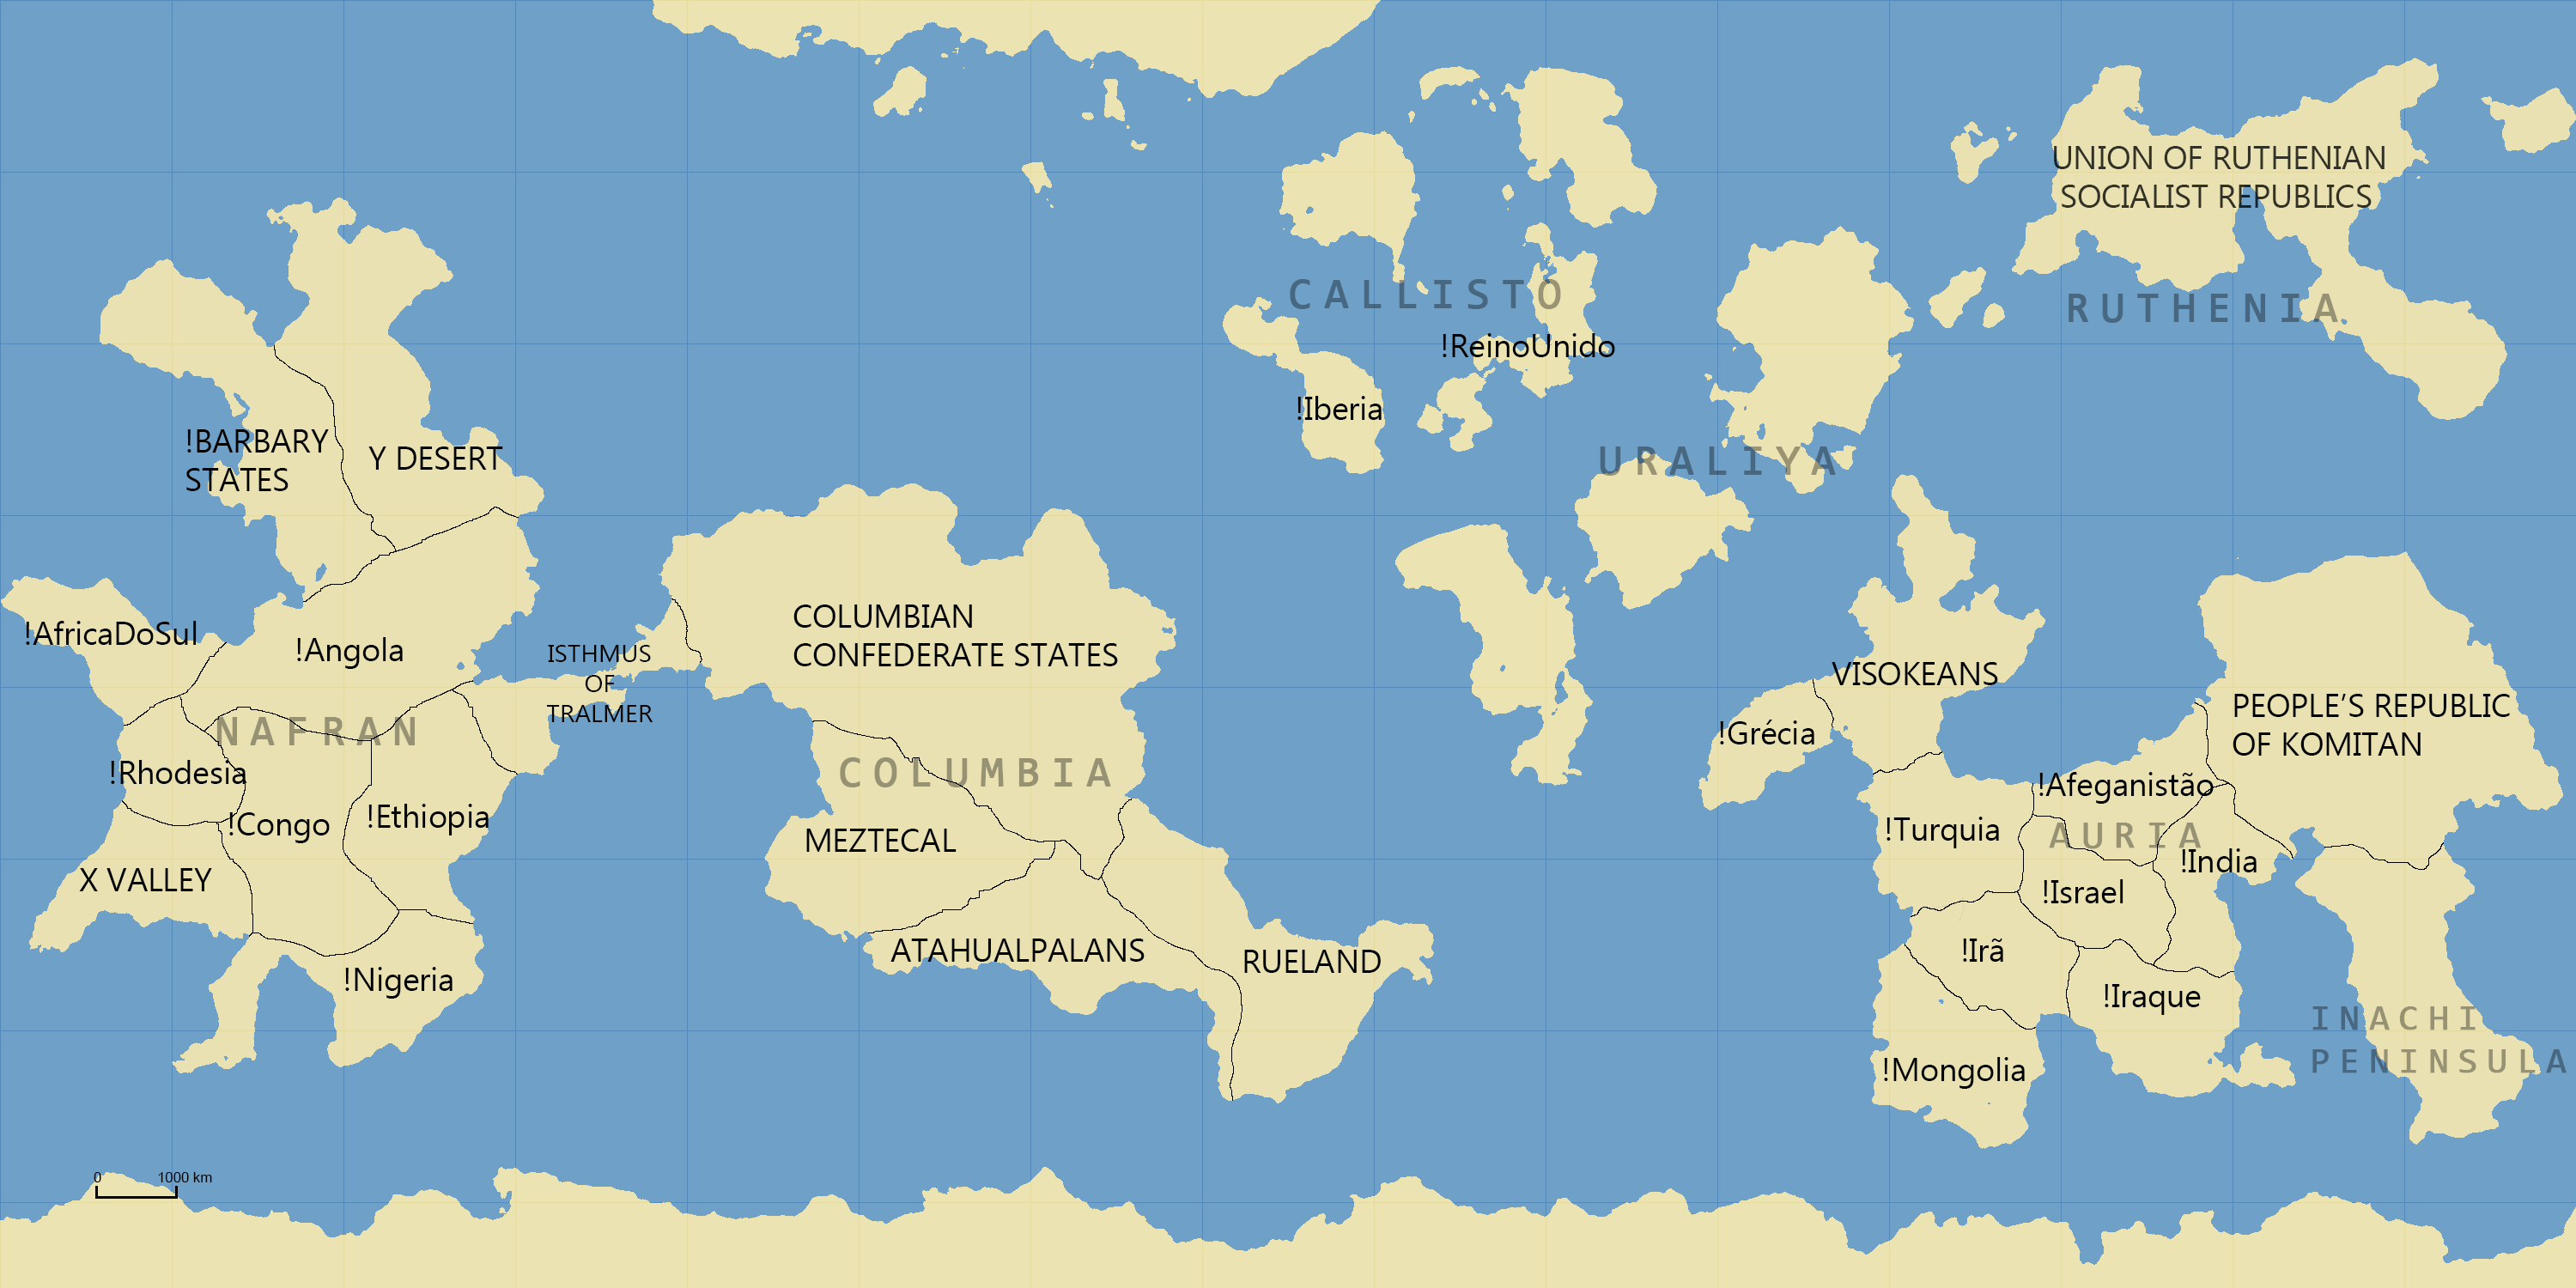 UNION OF RUTHENIAN
SOCIALIST REPUBLICS
CALLISTO
RUTHENIA
!ReinoUnido
!Iberia
!BARBARY
STATES
Y DESERT
URALIYA
!AfricaDoSul
!Angola
ISTHMUS
OF
TRALMER
COLUMBIAN
CONFEDERATE STATES
VISOKEANS
NAFRAN
!Grécia
PEOPLE’S REPUBLIC
OF KOMITAN
!Rhodesia
COLUMBIA
!Afeganistão
!Congo
!Ethiopia
MEZTECAL
!Turquia
AURIA
!India
X VALLEY
!Israel
!Nigeria
ATAHUALPALANS
RUELAND
!Irã
!Iraque
INACHI
PENINSULA
!Mongolia
0 1000 km